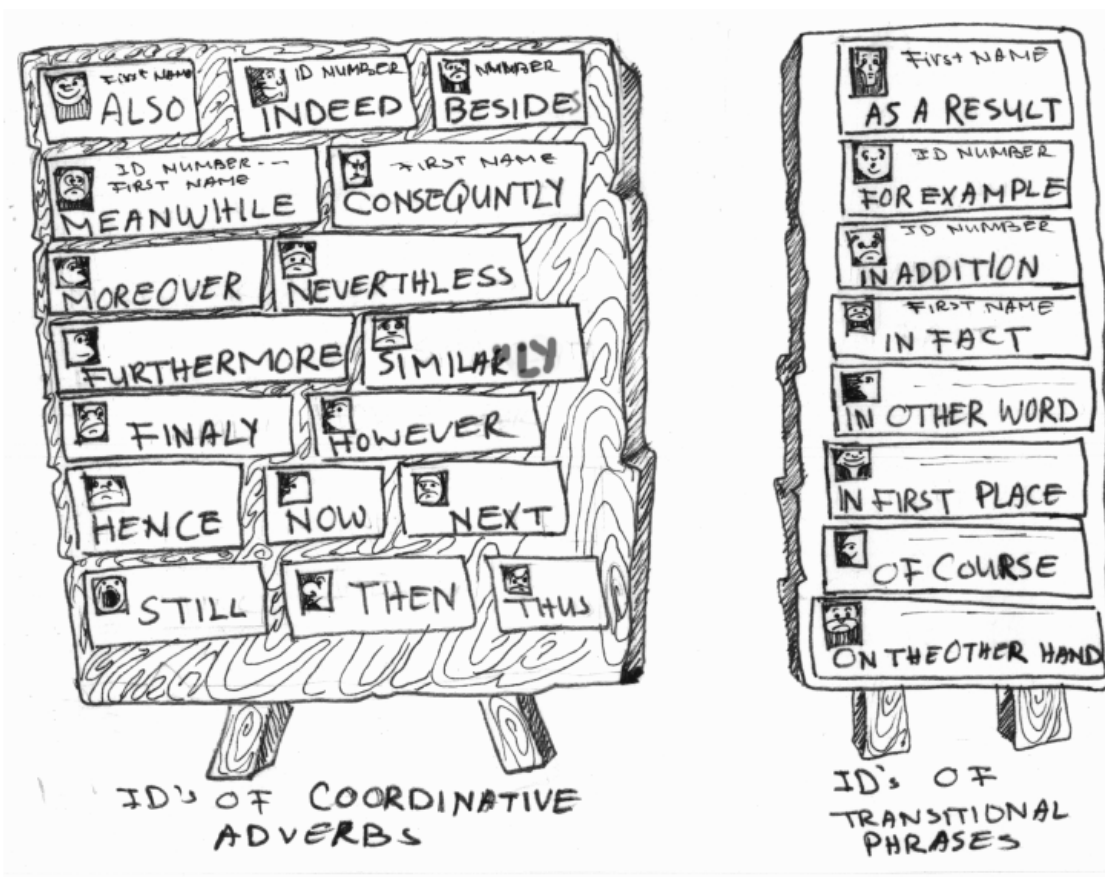 First NAME
ALSO
ID NUMBER
INDEED
NUMBER
BESIDES
ID NUMBER ---
FIRST NAME
MEANWHILE
FIRST NAME
CONSEQUNTLY
MOREOVER
NEVERTHLESS
FURTHERMORE
SIMILARLY
FINALY
HOWEVER
HENCE
NOW
NEXT
STILL
THEN
THUS
ID's OF COORDINATIVE
ADVERBS
First NAME
AS A RESULT
ID NUMBER
FOR EXAMPLE
ID NUMBER
IN ADDITION
FIRST NAME
IN FACT
IN OTHER WORD
IN FIRST PLACE
OF COURSE
ON THE OTHER HAND
ID's OF
TRANSITIONAL
PHRASES